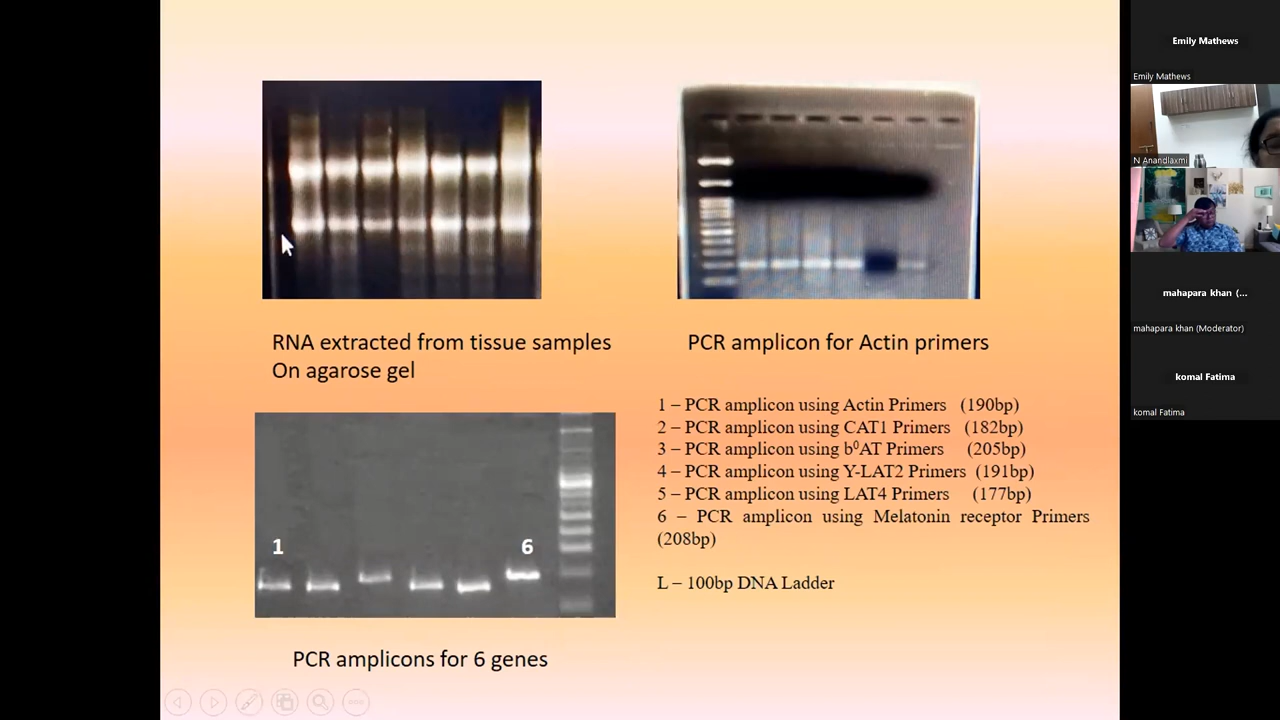 RNA extracted from tissue samples
On agarose gel
PCR amplicon for Actin primers
1
6
PCR amplicons for 6 genes
1 – PCR amplicon using Actin Primers (190bp)
2 – PCR amplicon using CAT1 Primers (182bp)
3 – PCR amplicon using b⁰AT Primers (205bp)
4 – PCR amplicon using Y-LAT2 Primers (191bp)
5 – PCR amplicon using LAT4 Primers (177bp)
6 – PCR amplicon using Melatonin receptor Primers
(208bp)
L – 100bp DNA Ladder
Emily Mathews
Emily Mathews
N Anandlaxmi
mahapara khan (...
mahapara khan (Moderator)
komal Fatima
komal Fatima